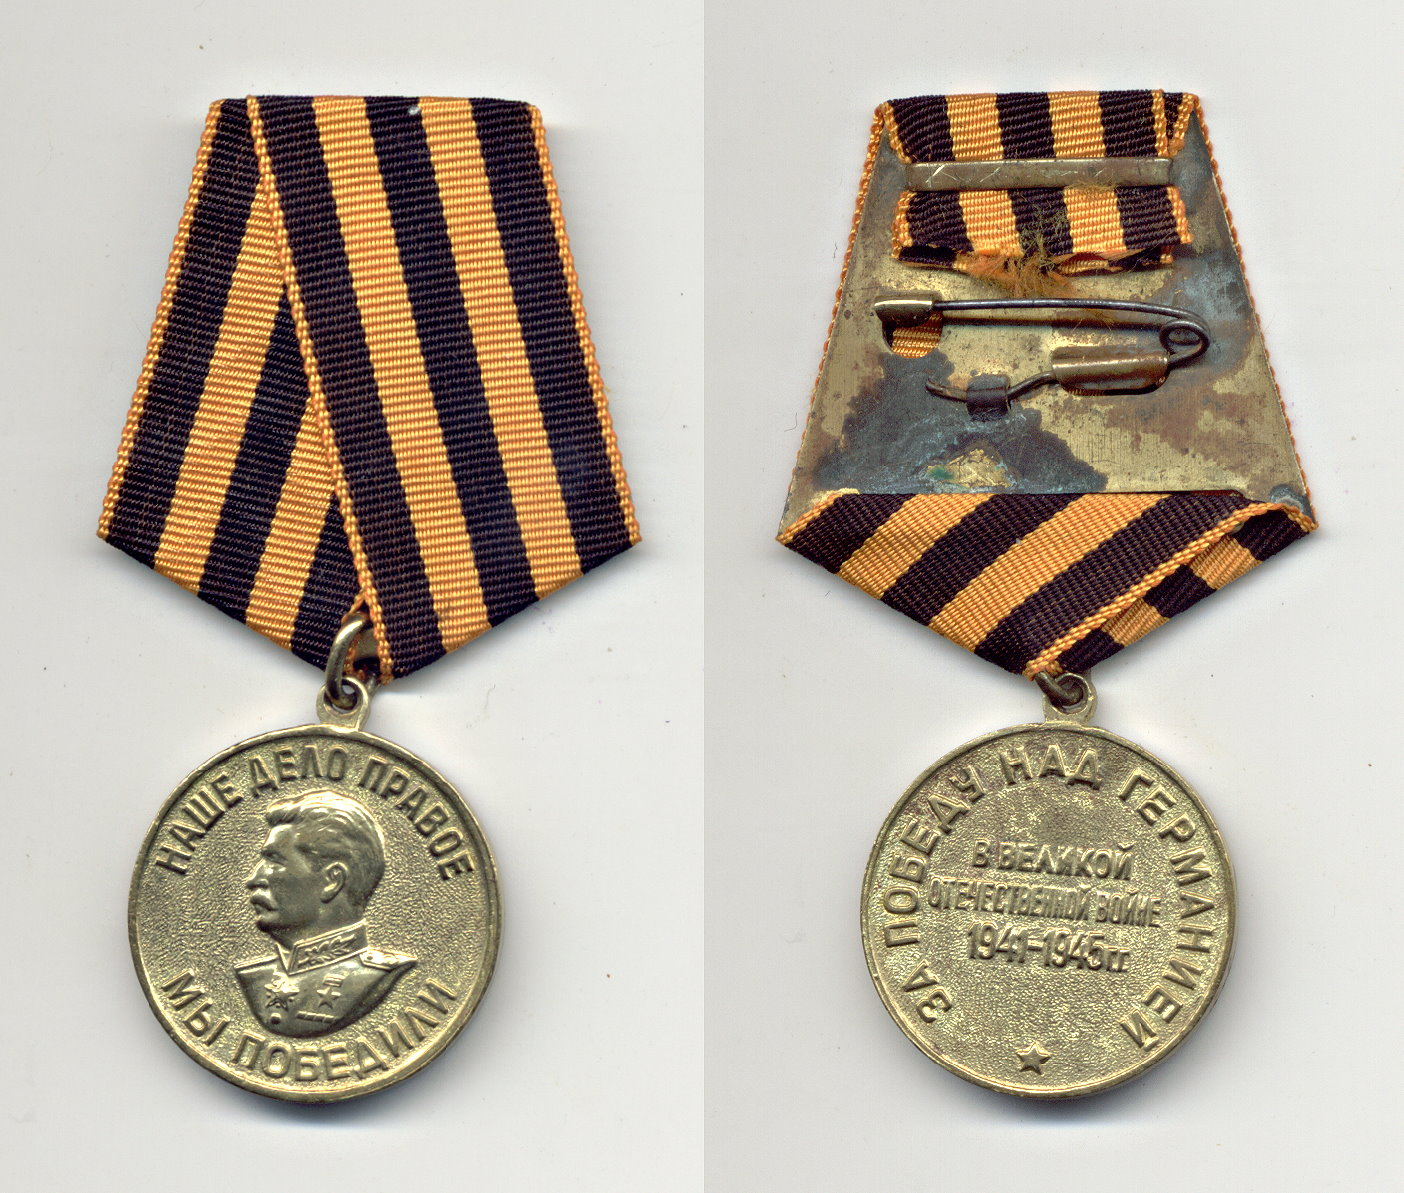 НАШЕ ДЕЛО ПРАВОЕ
МЫ ПОБЕДИЛИ
ЗА ПОБЕДУ НАД ГЕРМАНИЕЙ
В ВЕЛИКОЙ
ОТЕЧЕСТВЕННОЙ ВОЙНЕ
1941–1945гг